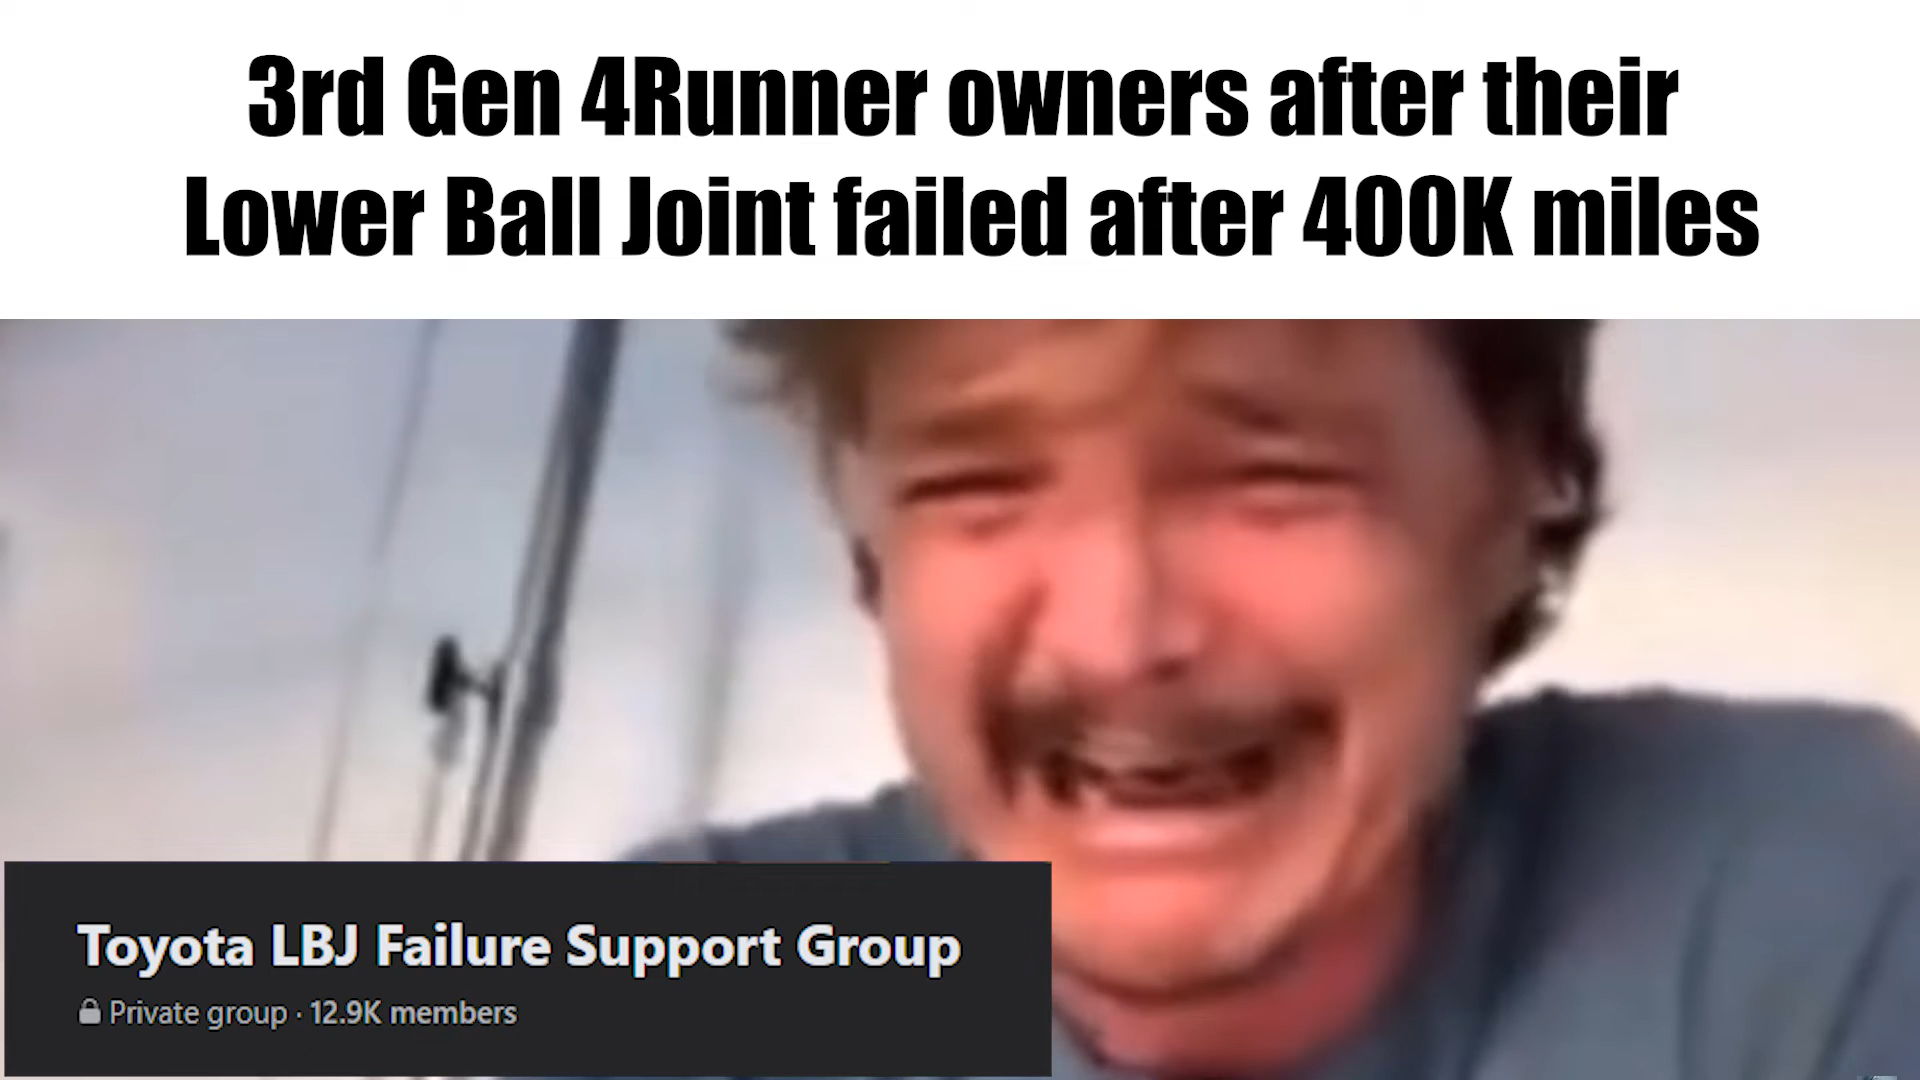 3rd Gen 4Runner owners after their
Lower Ball Joint failed after 400K miles
Toyota LBJ Failure Support Group
Private group · 12.9K members